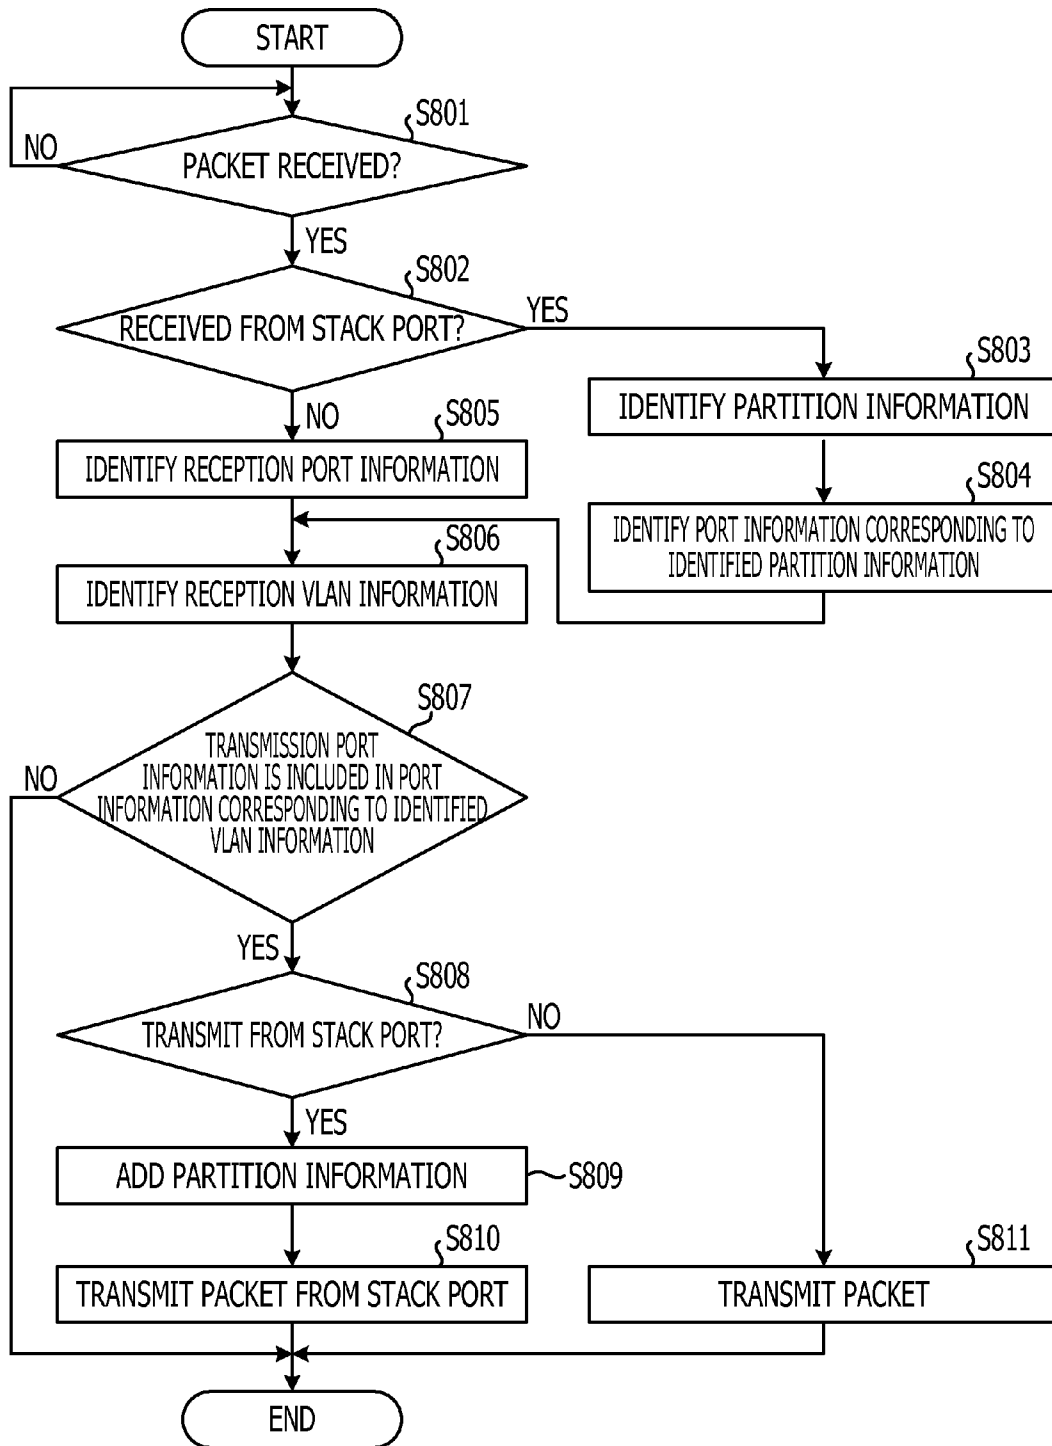 START
S801
NO
PACKET RECEIVED?
YES
S802
RECEIVED FROM STACK PORT?
YES
S803
IDENTIFY PARTITION INFORMATION
NO
S805
IDENTIFY RECEPTION PORT INFORMATION
S804
IDENTIFY PORT INFORMATION CORRESPONDING TO
IDENTIFIED PARTITION INFORMATION
S806
IDENTIFY RECEPTION VLAN INFORMATION
S807
NO
TRANSMISSION PORT
INFORMATION IS INCLUDED IN PORT
INFORMATION CORRESPONDING TO IDENTIFIED
VLAN INFORMATION
YES
S808
TRANSMIT FROM STACK PORT?
NO
YES
ADD PARTITION INFORMATION
S809
S810
TRANSMIT PACKET FROM STACK PORT
S811
TRANSMIT PACKET
END